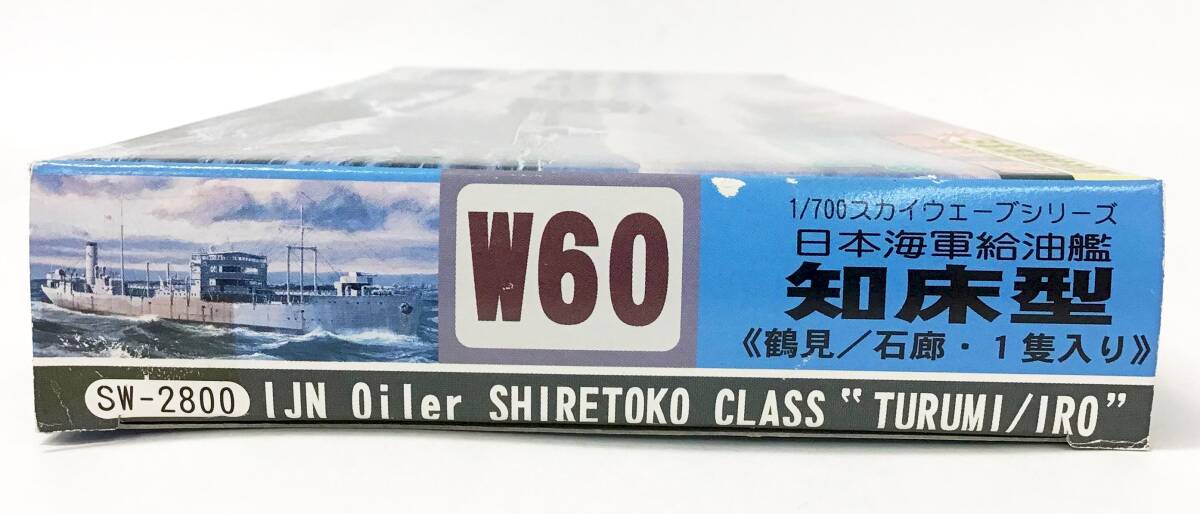 W60
1/700スカイウェーブシリーズ
日本海軍給油艦
知床型
《鶴見／石廊・1隻入り》
SW-2800 IJN Oiler SHIRETOKO CLASS “TURUMI/IRO”